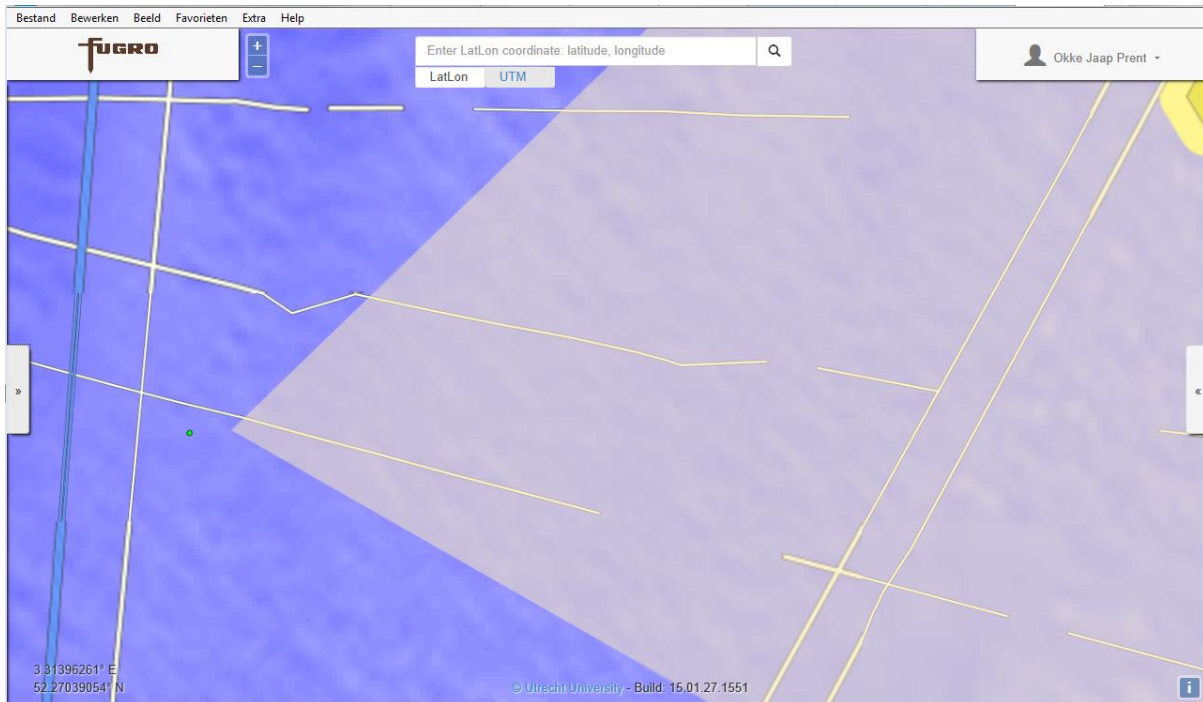 Bestand Bewerken Beeld Favorieten Extra Help
FUGRO
+
Enter LatLon coordinate: latitude, longitude
Okke Jaap Prent
−
LatLon UTM
»
«
3.31396261° E
52.27039054° N
© Utrecht University - Build: 15.01.27.1551
i